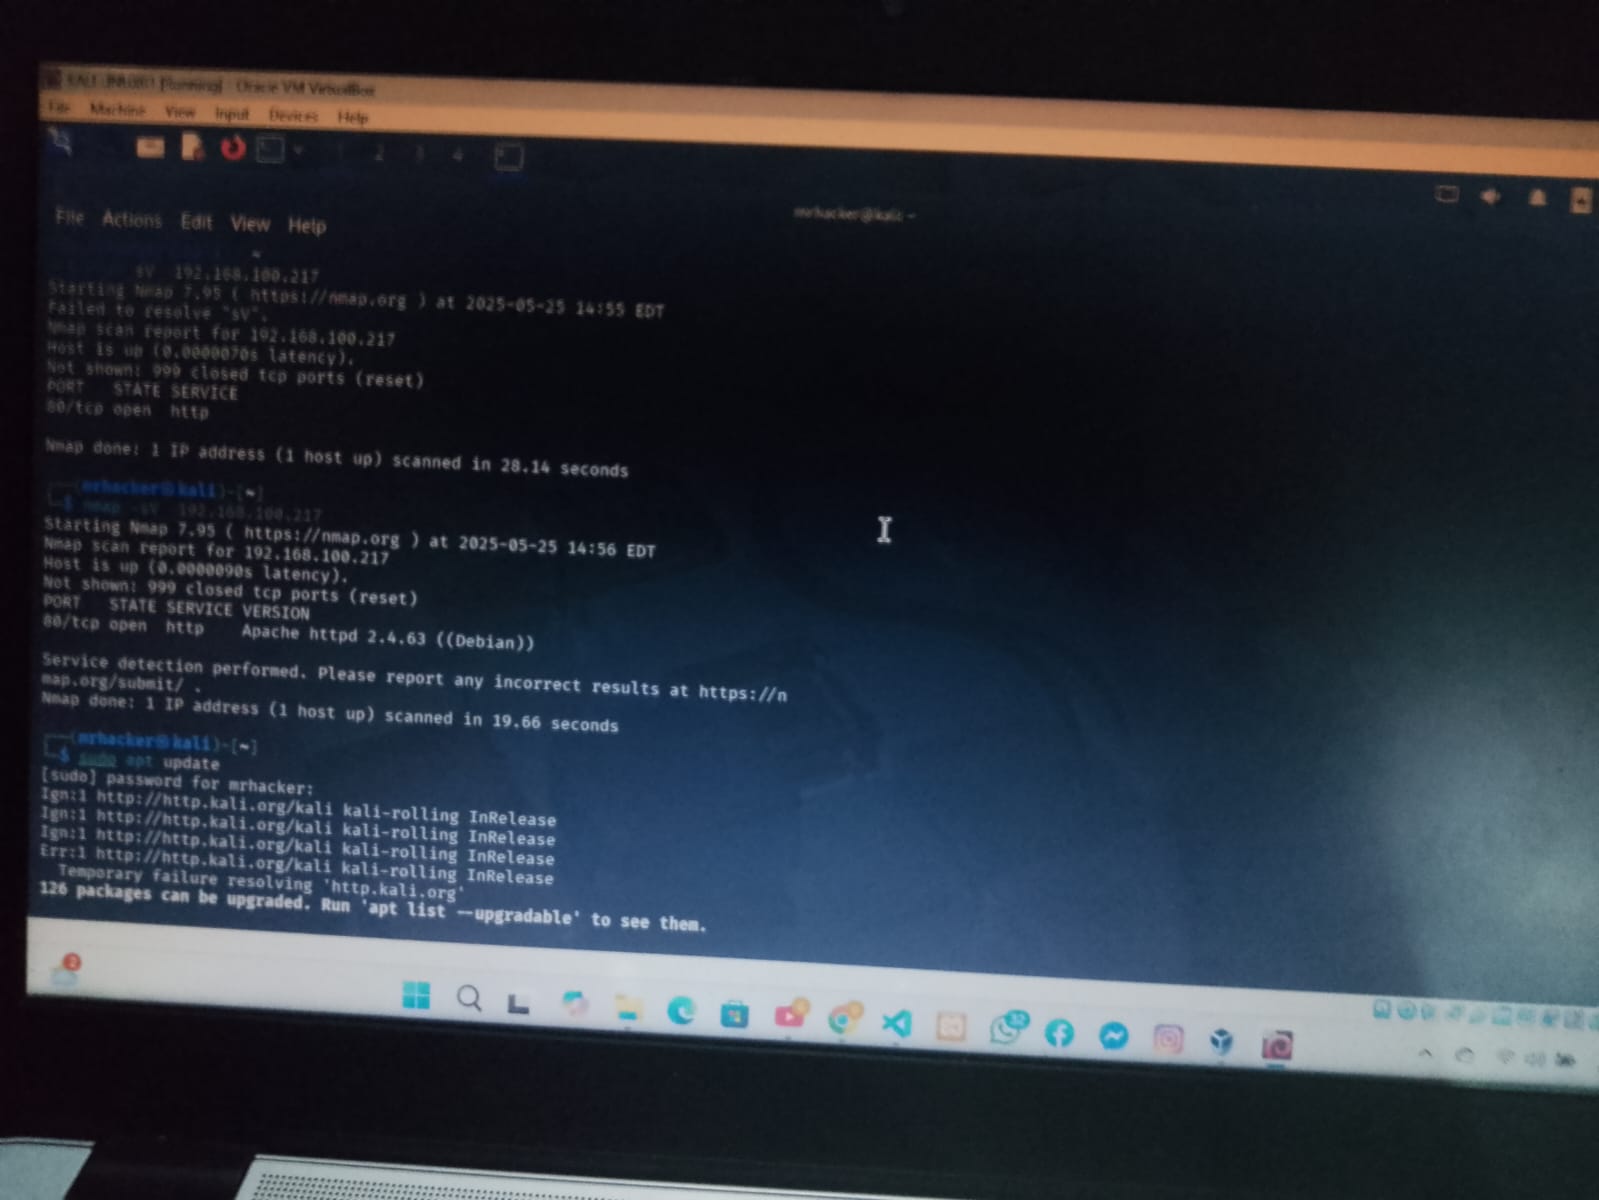 [Running] - Oracle VM VirtualBox
File Machine View Input Devices Help
2 3 4
mrhacker@kali: ~
File Actions Edit View Help
~
sV 192.168.100.217
Starting Nmap 7.95 ( https://nmap.org ) at 2025-05-25 14:55 EDT
Failed to resolve "sV".
Nmap scan report for 192.168.100.217
Host is up (0.0000070s latency).
Not shown: 999 closed tcp ports (reset)
PORT STATE SERVICE
80/tcp open http
Nmap done: 1 IP address (1 host up) scanned in 28.14 seconds
(mrhacker㉿kali)-[~]
$ nmap -sV 192.168.100.217
Starting Nmap 7.95 ( https://nmap.org ) at 2025-05-25 14:56 EDT
Nmap scan report for 192.168.100.217
Host is up (0.0000090s latency).
Not shown: 999 closed tcp ports (reset)
PORT STATE SERVICE VERSION
80/tcp open http Apache httpd 2.4.63 ((Debian))
Service detection performed. Please report any incorrect results at https://n
map.org/submit/ .
Nmap done: 1 IP address (1 host up) scanned in 19.66 seconds
(mrhacker㉿kali)-[~]
$ sudo apt update
[sudo] password for mrhacker:
Ign:1 http://http.kali.org/kali kali-rolling InRelease
Ign:1 http://http.kali.org/kali kali-rolling InRelease
Ign:1 http://http.kali.org/kali kali-rolling InRelease
Err:1 http://http.kali.org/kali kali-rolling InRelease
Temporary failure resolving 'http.kali.org'
126 packages can be upgraded. Run 'apt list --upgradable' to see them.
2
32